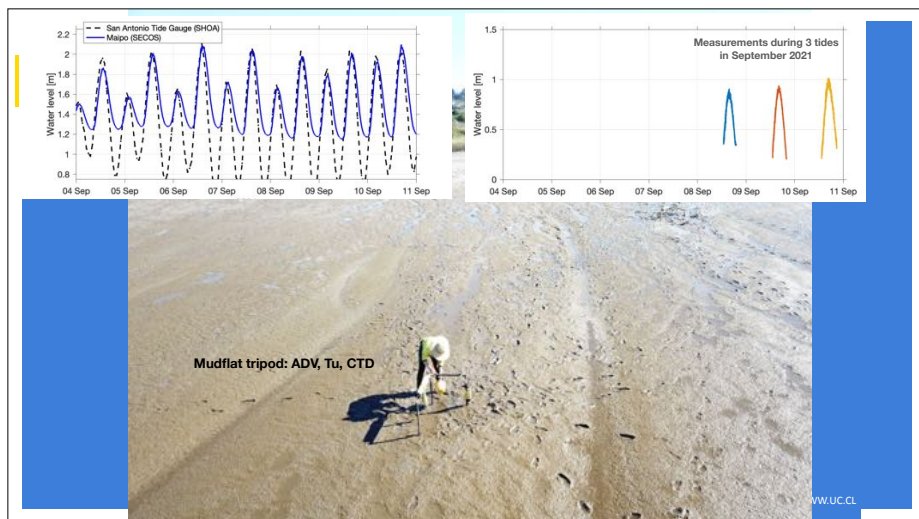 San Antonio Tide Gauge (SHOA)
Maipo (SECOS)
Water level [m]
2.2
2
1.8
1.6
1.4
1.2
1
0.8
04 Sep 05 Sep 06 Sep 07 Sep 08 Sep 09 Sep 10 Sep 11 Sep
Measurements during 3 tides
in September 2021
Water level [m]
1.5
1
0.5
0
04 Sep 05 Sep 06 Sep 07 Sep 08 Sep 09 Sep 10 Sep 11 Sep
Mudflat tripod: ADV, Tu, CTD
WW.UC.CL